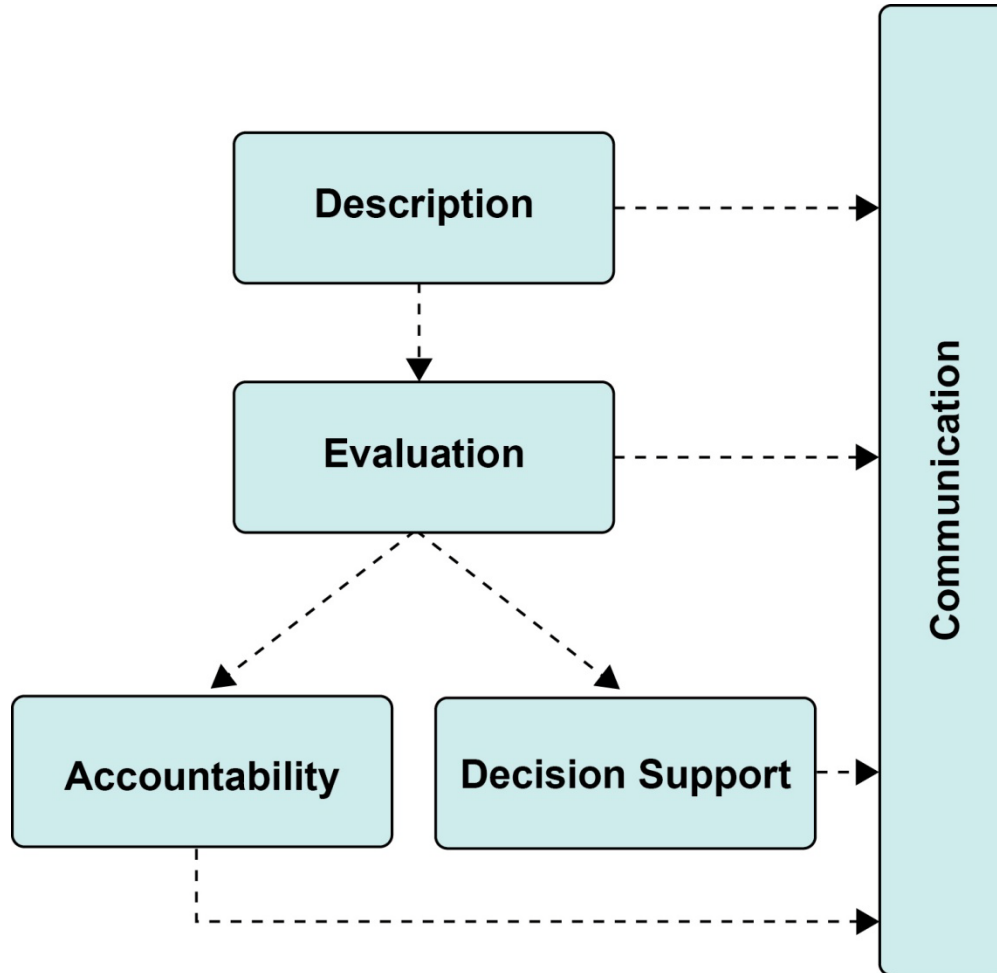 Description
Evaluation
Accountability
Decision Support
Communication